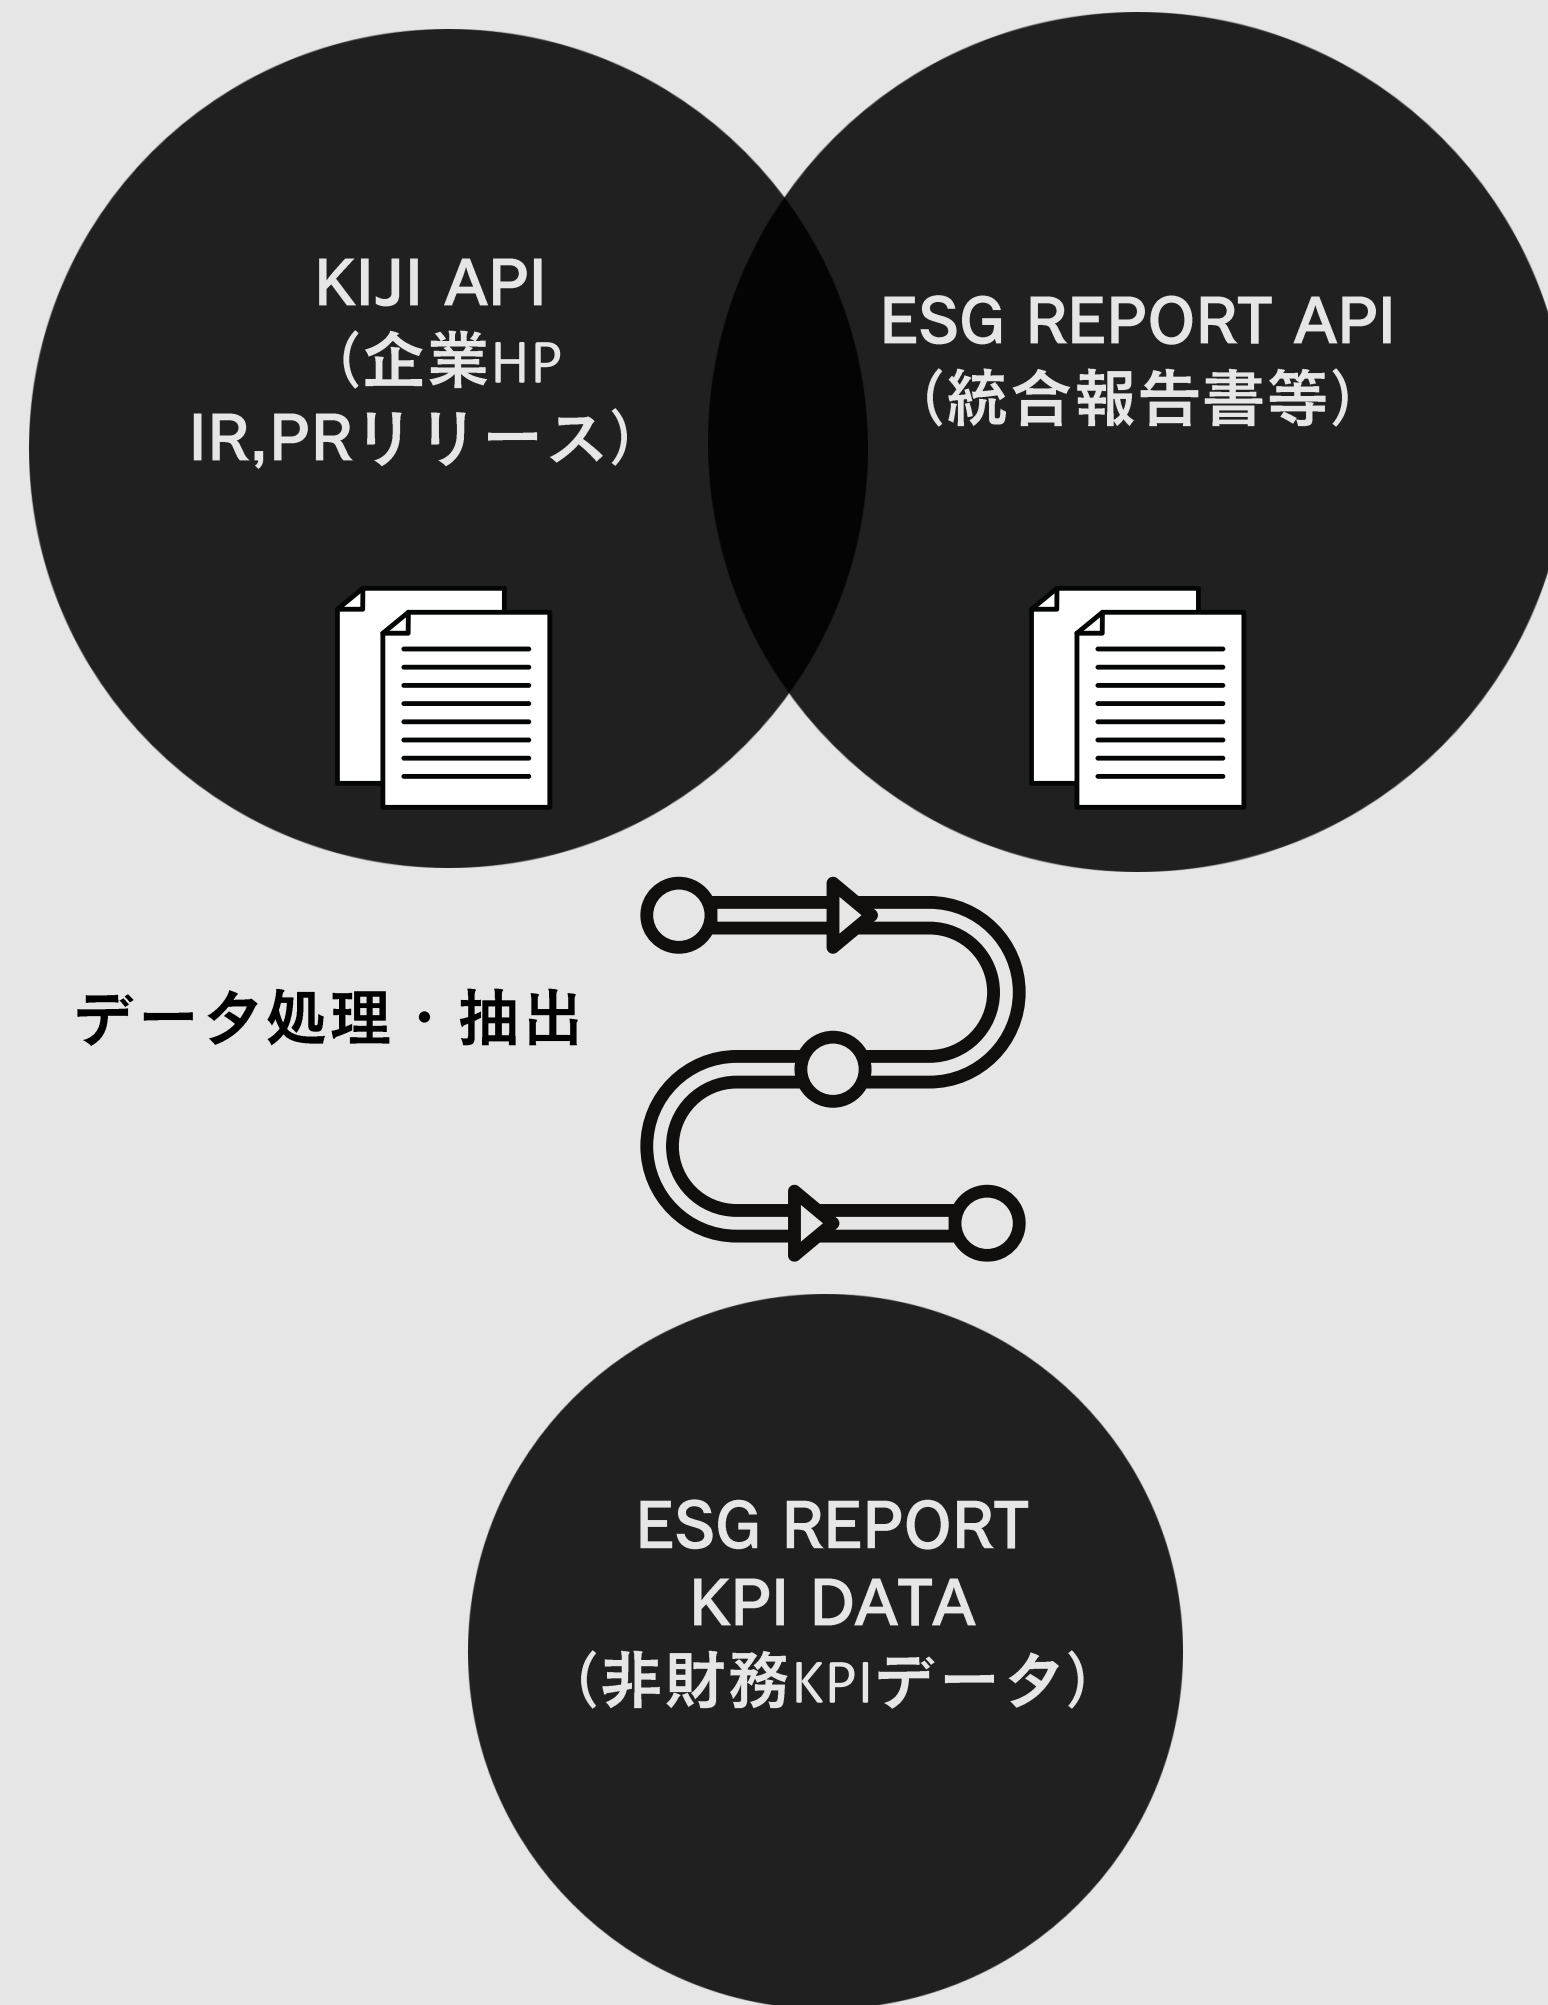 KIJI API
（企業HP
IR,PRリリース）
ESG REPORT API
（統合報告書等）
データ処理・抽出
ESG REPORT
KPI DATA
（非財務KPIデータ）